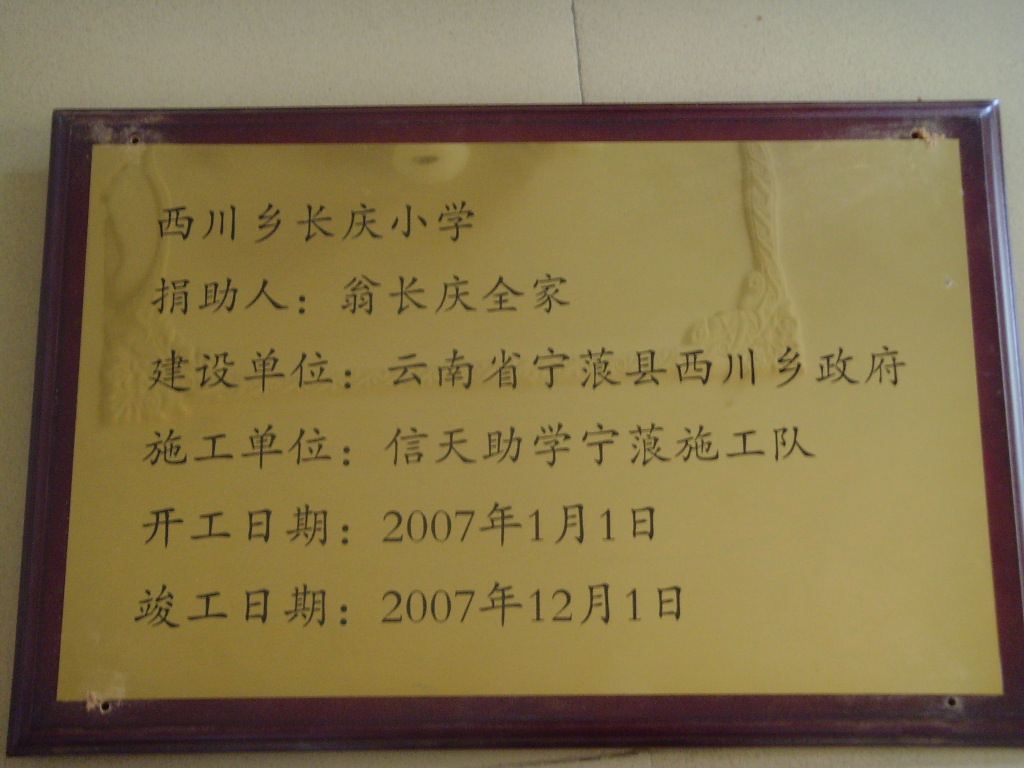 西川乡长庆小学
捐助人：翁长庆全家
建设单位：云南省宁蒗县西川乡政府
施工单位：信天助学宁蒗施工队
开工日期：2007年1月1日
竣工日期：2007年12月1日